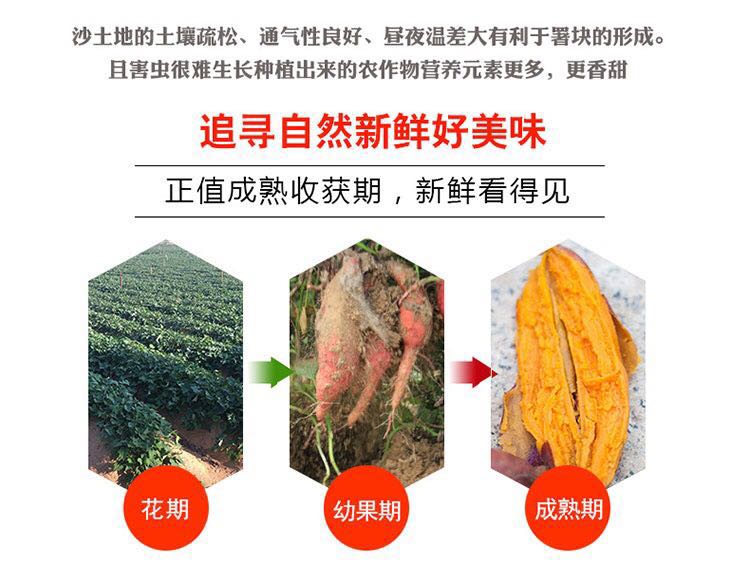 沙土地的土壤疏松、通气性良好、昼夜温差大有利于署块的形成。
且害虫很难生长种植出来的农作物营养元素更多，更香甜
追寻自然新鲜好美味
正值成熟收获期，新鲜看得见
花期
幼果期
成熟期